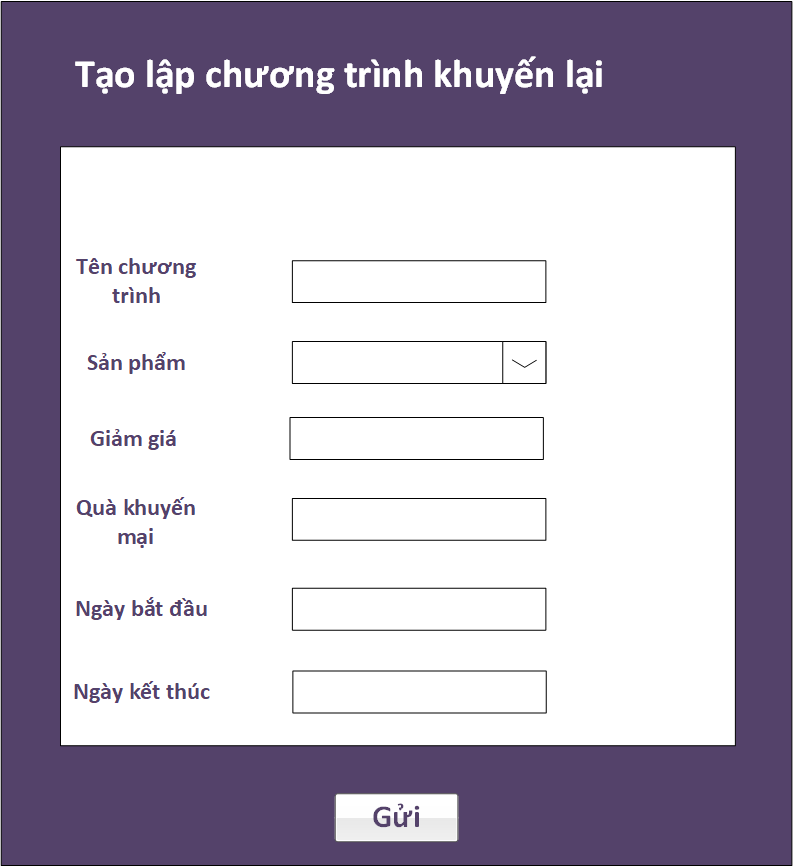 Tạo lập chương trình khuyến lại
Tên chương
trình
Sản phẩm
Giảm giá
Quà khuyến
mại
Ngày bắt đầu
Ngày kết thúc
Gửi